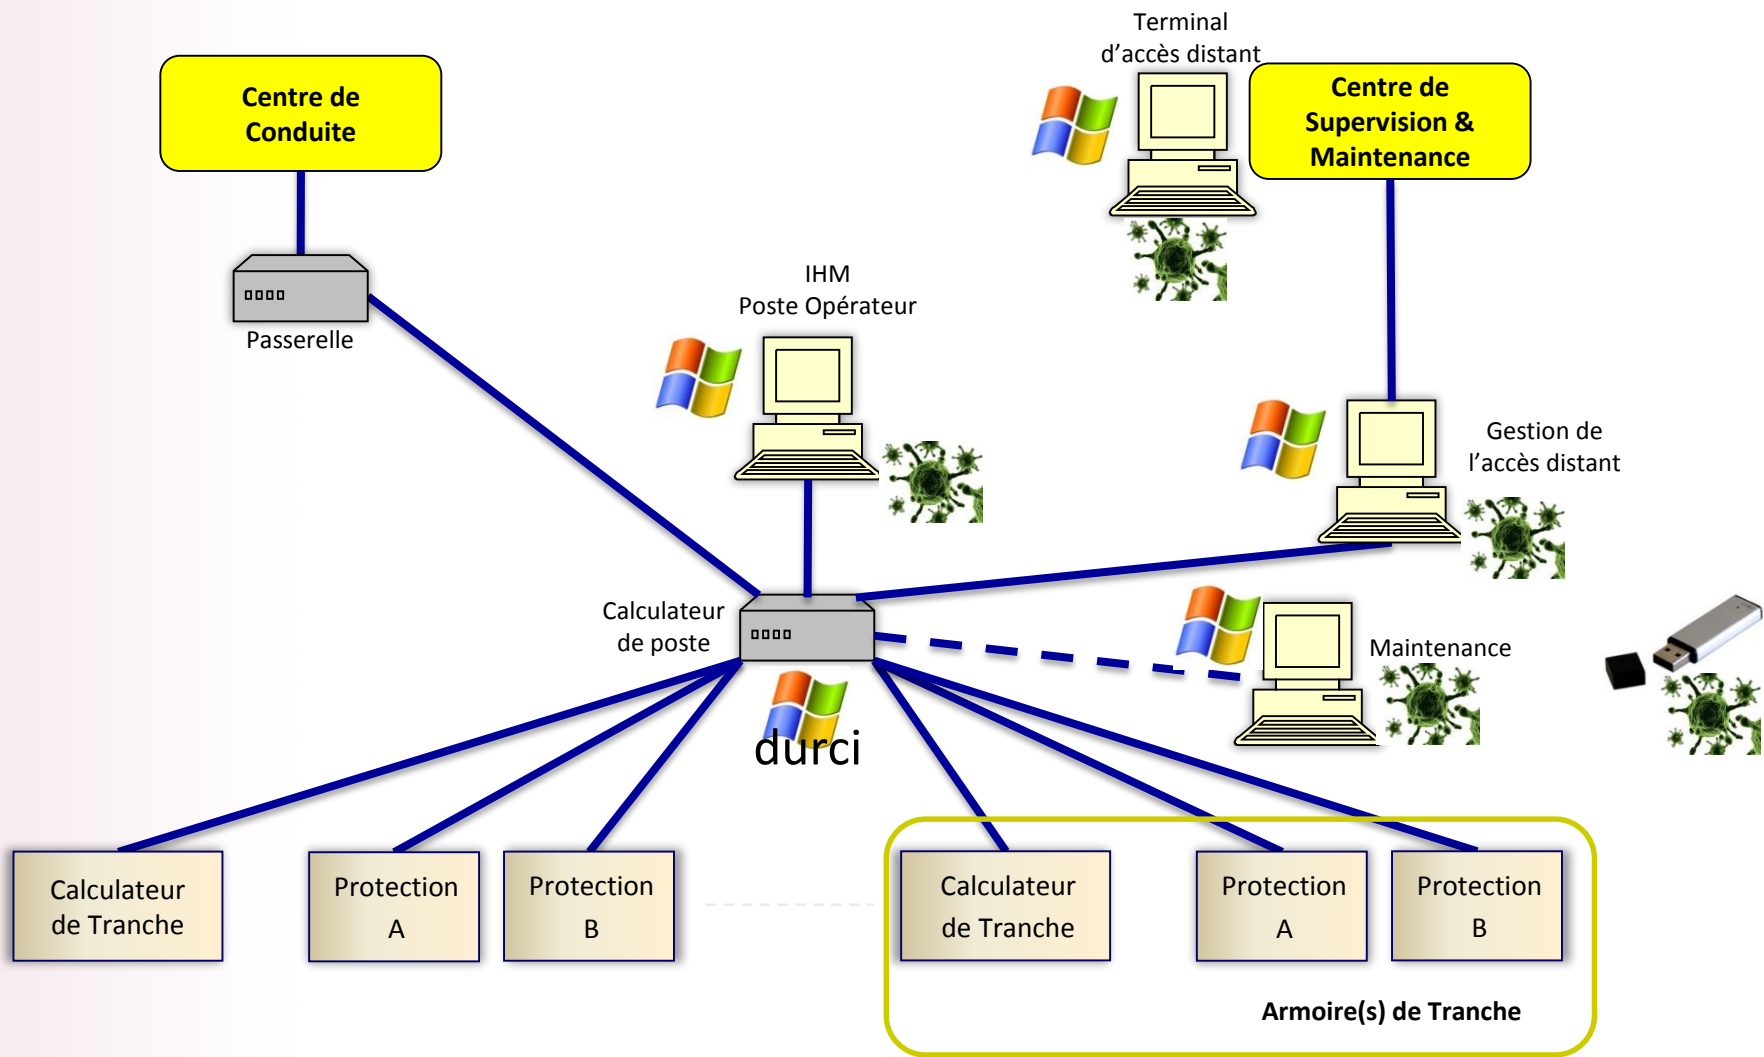 Terminal
d'accès distant
Centre de
Conduite
Centre de
Supervision &
Maintenance
IHM
Poste Opérateur
Passerelle
Gestion de
l'accès distant
Calculateur
de poste
Maintenance
durci
Calculateur
de Tranche
Protection
A
Protection
B
Calculateur
de Tranche
Protection
A
Protection
B
Armoire(s) de Tranche